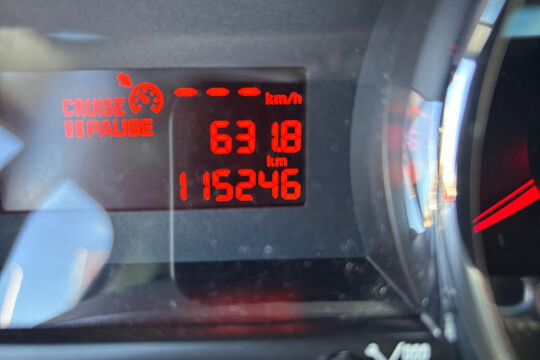 CRUISE
PAUSE
--- km/h
631.8
km
115246